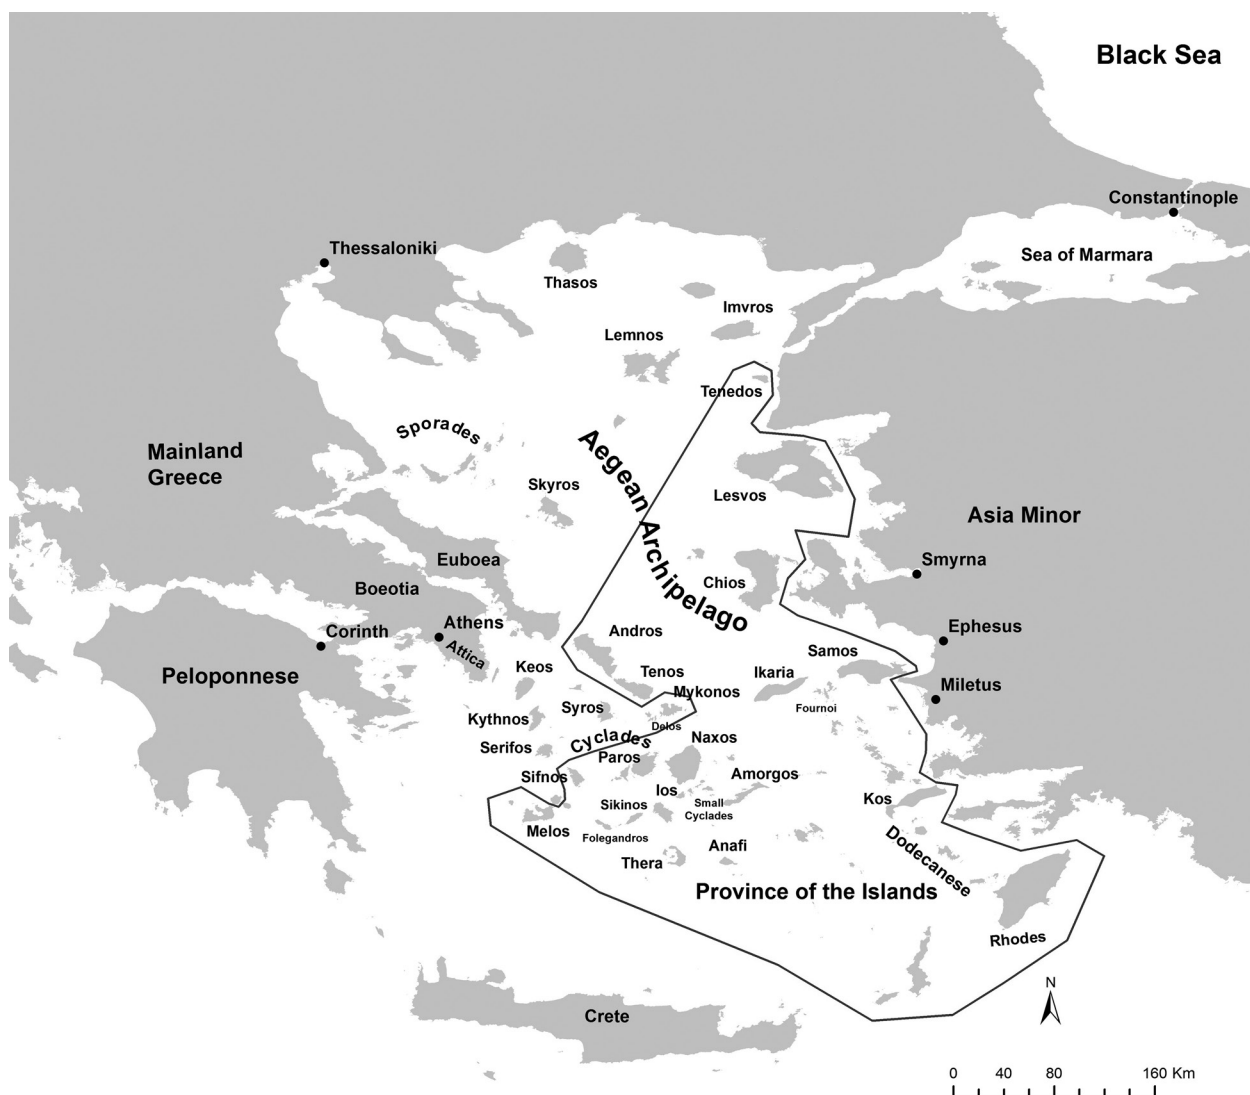 Black Sea
Constantinople
Thessaloniki
Sea of Marmara
Thasos
Imvros
Lemnos
Tenedos
Sporades
Mainland
Greece
Aegean Archipelago
Skyros
Lesvos
Asia Minor
Euboea
Smyrna
Boeotia
Chios
Athens
Corinth
Attica
Andros
Ephesus
Samos
Peloponnese
Keos
Tenos
Ikaria
Miletus
Mykonos
Syros
Fournoi
Kythnos
Delos
Serifos
Cyclades
Naxos
Paros
Sifnos
Amorgos
Ios
Kos
Sikinos
Small
Cyclades
Melos
Folegandros
Anafi
Dodecanese
Thera
Province of the Islands
Rhodes
N
Crete
0 40 80 160 Km